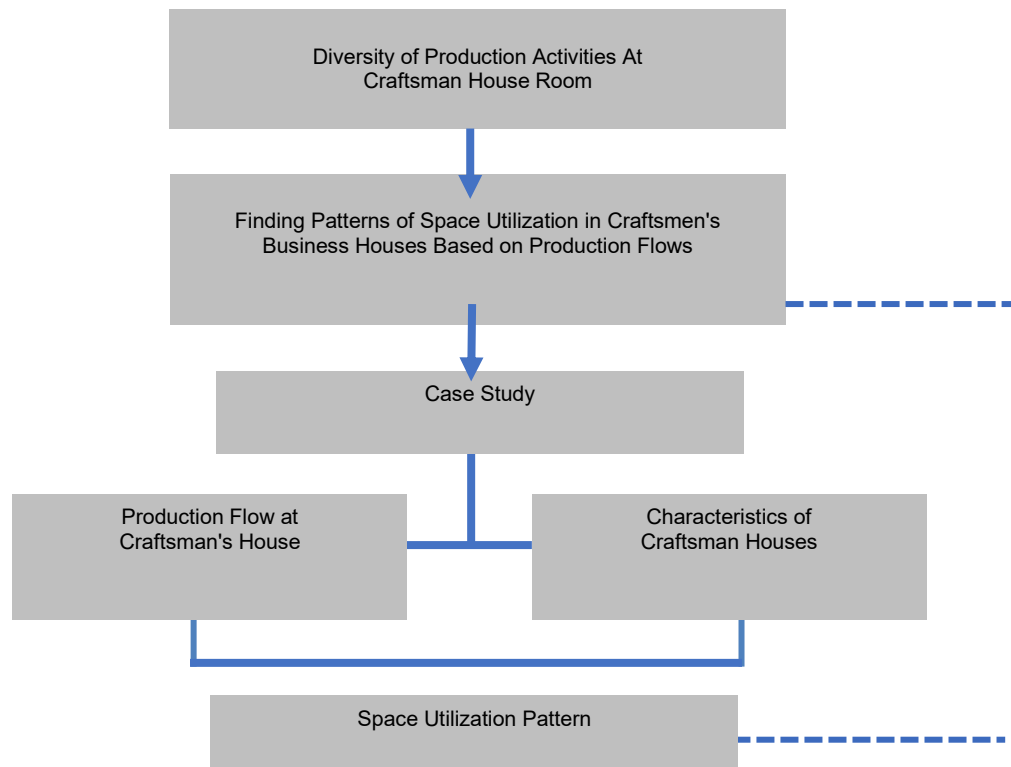 Diversity of Production Activities At
Craftsman House Room
Finding Patterns of Space Utilization in Craftsmen's
Business Houses Based on Production Flows
Case Study
Production Flow at
Craftsman's House
Characteristics of
Craftsman Houses
Space Utilization Pattern